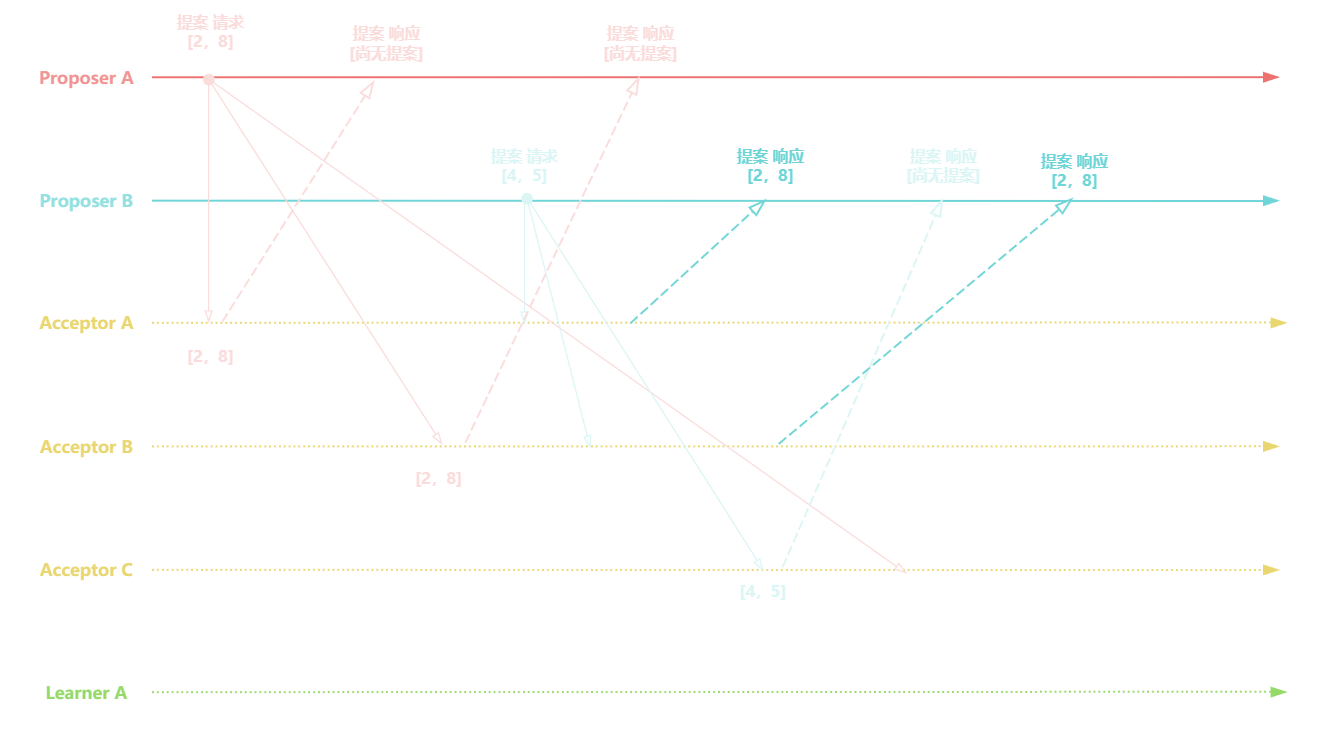 提案 请求
[2，8]
提案 响应
[尚无提案]
提案 响应
[尚无提案]
Proposer A
提案 请求
[4，5]
提案 响应
[2，8]
提案 响应
[尚无提案]
提案 响应
[2，8]
Proposer B
Acceptor A
[2，8]
Acceptor B
[2，8]
Acceptor C
[4，5]
Learner A